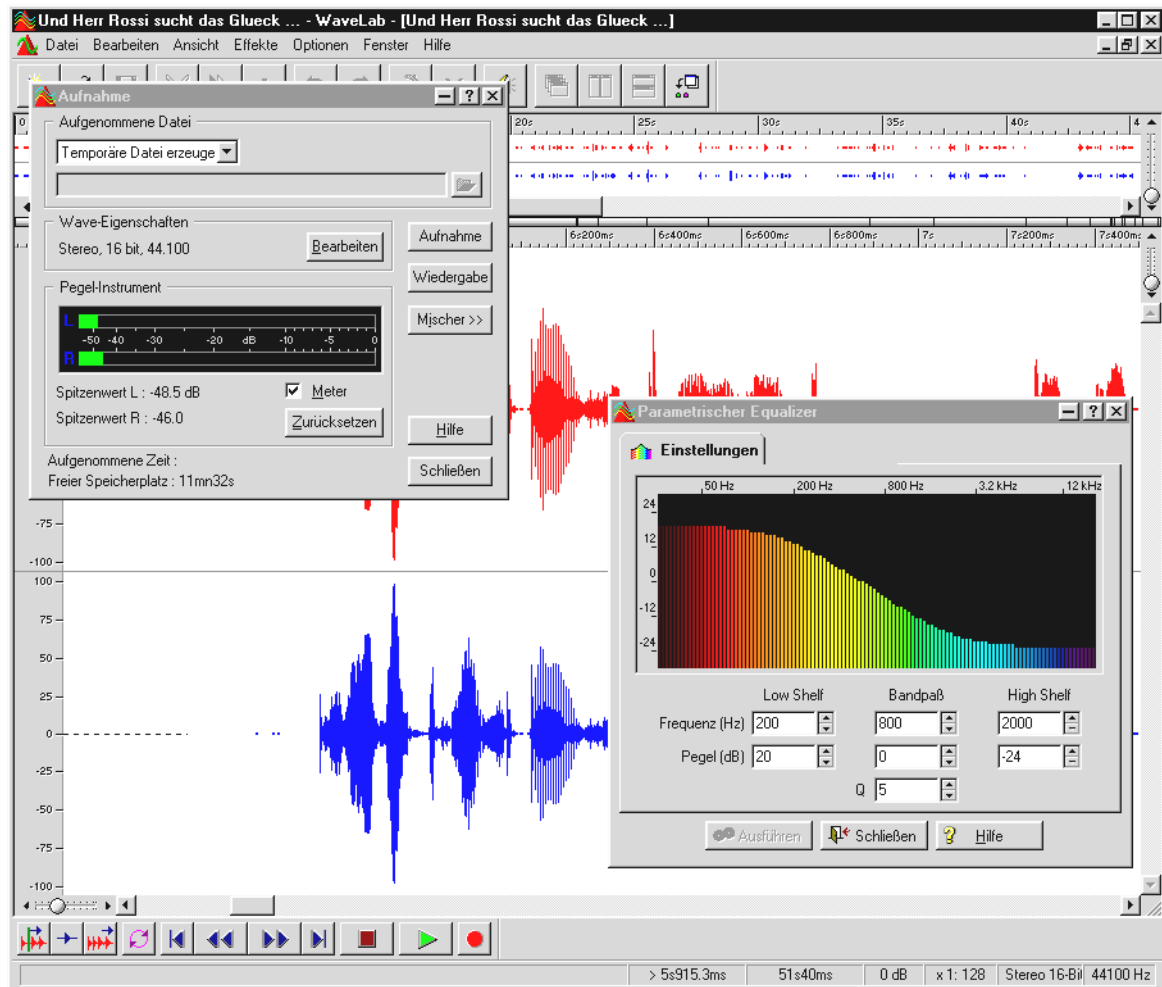 Und Herr Rossi sucht das Glueck ... - WaveLab - [Und Herr Rossi sucht das Glueck ...]
Datei Bearbeiten Ansicht Effekte Optionen Fenster Hilfe
Aufnahme
Aufgenommene Datei
Temporäre Datei erzeuge
Wave-Eigenschaften
Stereo, 16 bit, 44.100
Bearbeiten
Pegel-Instrument
L
-50 -40 -30 -20 dB -10 -5 0
R
Spitzenwert L : -48.5 dB
Meter
Spitzenwert R : -46.0
Zurücksetzen
Aufgenommene Zeit :
Freier Speicherplatz : 11mn32s
Aufnahme
Wiedergabe
Mischer >>
Hilfe
Schließen
0 20s 25s 30s 35s 40s 4
6s200ms 6s400ms 6s600ms 6s800ms 7s 7s200ms 7s400ms
-75
-100
100
75
50
25
0
-25
-50
-75
-100
Parametrischer Equalizer
Einstellungen
50 Hz 200 Hz 800 Hz 3.2 kHz 12 kHz
24
12
0
-12
-24
Low Shelf Bandpaß High Shelf
Frequenz (Hz) 200 800 2000
Pegel (dB) 20 0 -24
Q 5
Ausführen Schließen Hilfe
> 5s915.3ms 51s40ms 0 dB x 1: 128 Stereo 16-Bit 44100 Hz